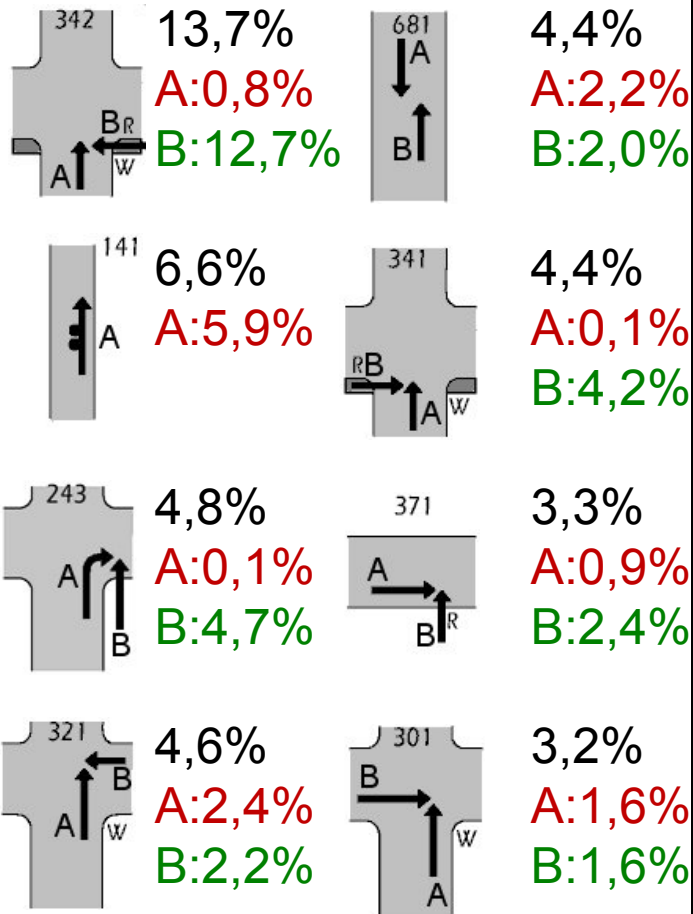 342
13,7%
A:0,8%
B:12,7%
B R
A
W
681
4,4%
A:2,2%
B:2,0%
A
B
141
6,6%
A:5,9%
A
341
4,4%
A:0,1%
B:4,2%
R B
A W
243
4,8%
A:0,1%
B:4,7%
A
B
371
3,3%
A:0,9%
B:2,4%
A
B R
321
4,6%
A:2,4%
B:2,2%
B
A W
301
3,2%
A:1,6%
B:1,6%
B
W
A